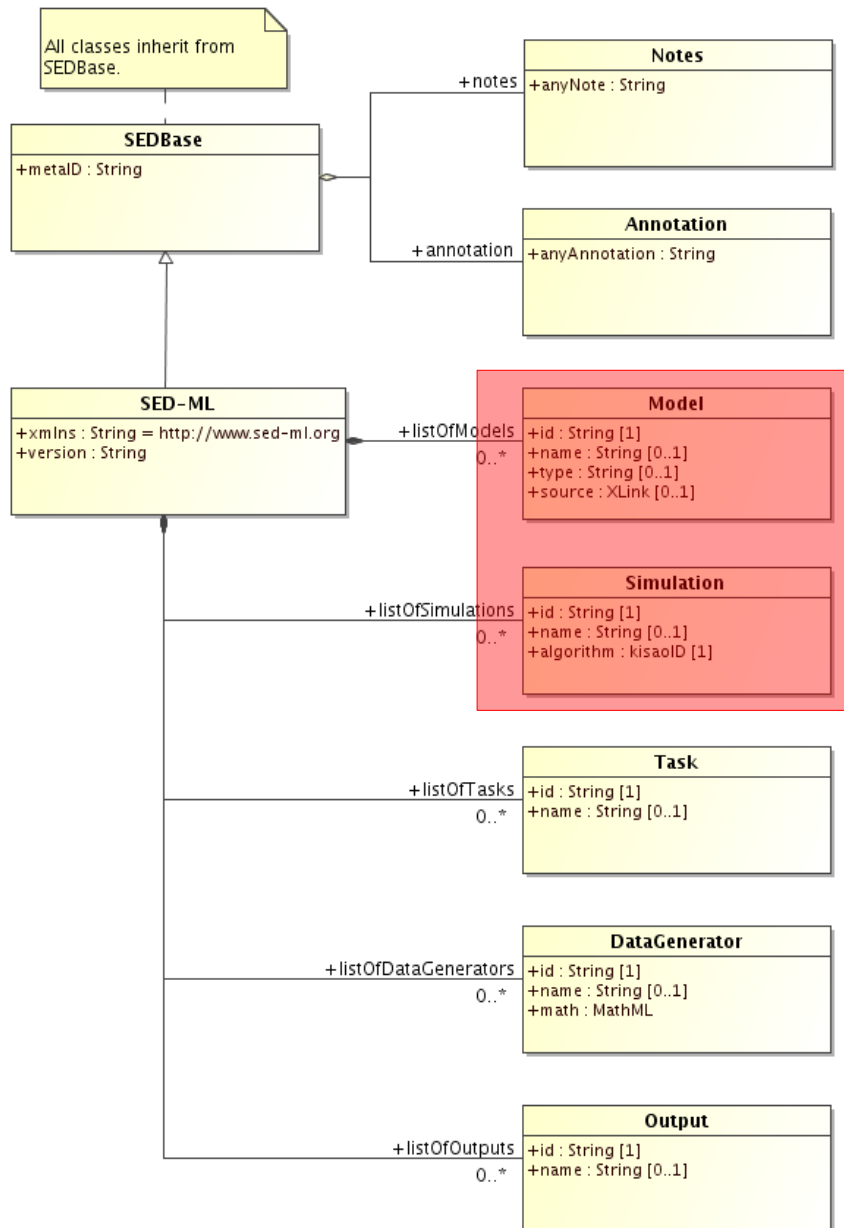 All classes inherit from
SEDBase.
SEDBase
+metaID : String
+notes
Notes
+anyNote : String
+annotation
Annotation
+anyAnnotation : String
SED-ML
+xmlns : String = http://www.sed-ml.org
+version : String
+listOfModels
0..*
Model
+id : String [1]
+name : String [0..1]
+type : String [0..1]
+source : XLink [0..1]
+listOfSimulations
0..*
Simulation
+id : String [1]
+name : String [0..1]
+algorithm : kisaoID [1]
+listOfTasks
0..*
Task
+id : String [1]
+name : String [0..1]
+listOfDataGenerators
0..*
DataGenerator
+id : String [1]
+name : String [0..1]
+math : MathML
+listOfOutputs
0..*
Output
+id : String [1]
+name : String [0..1]